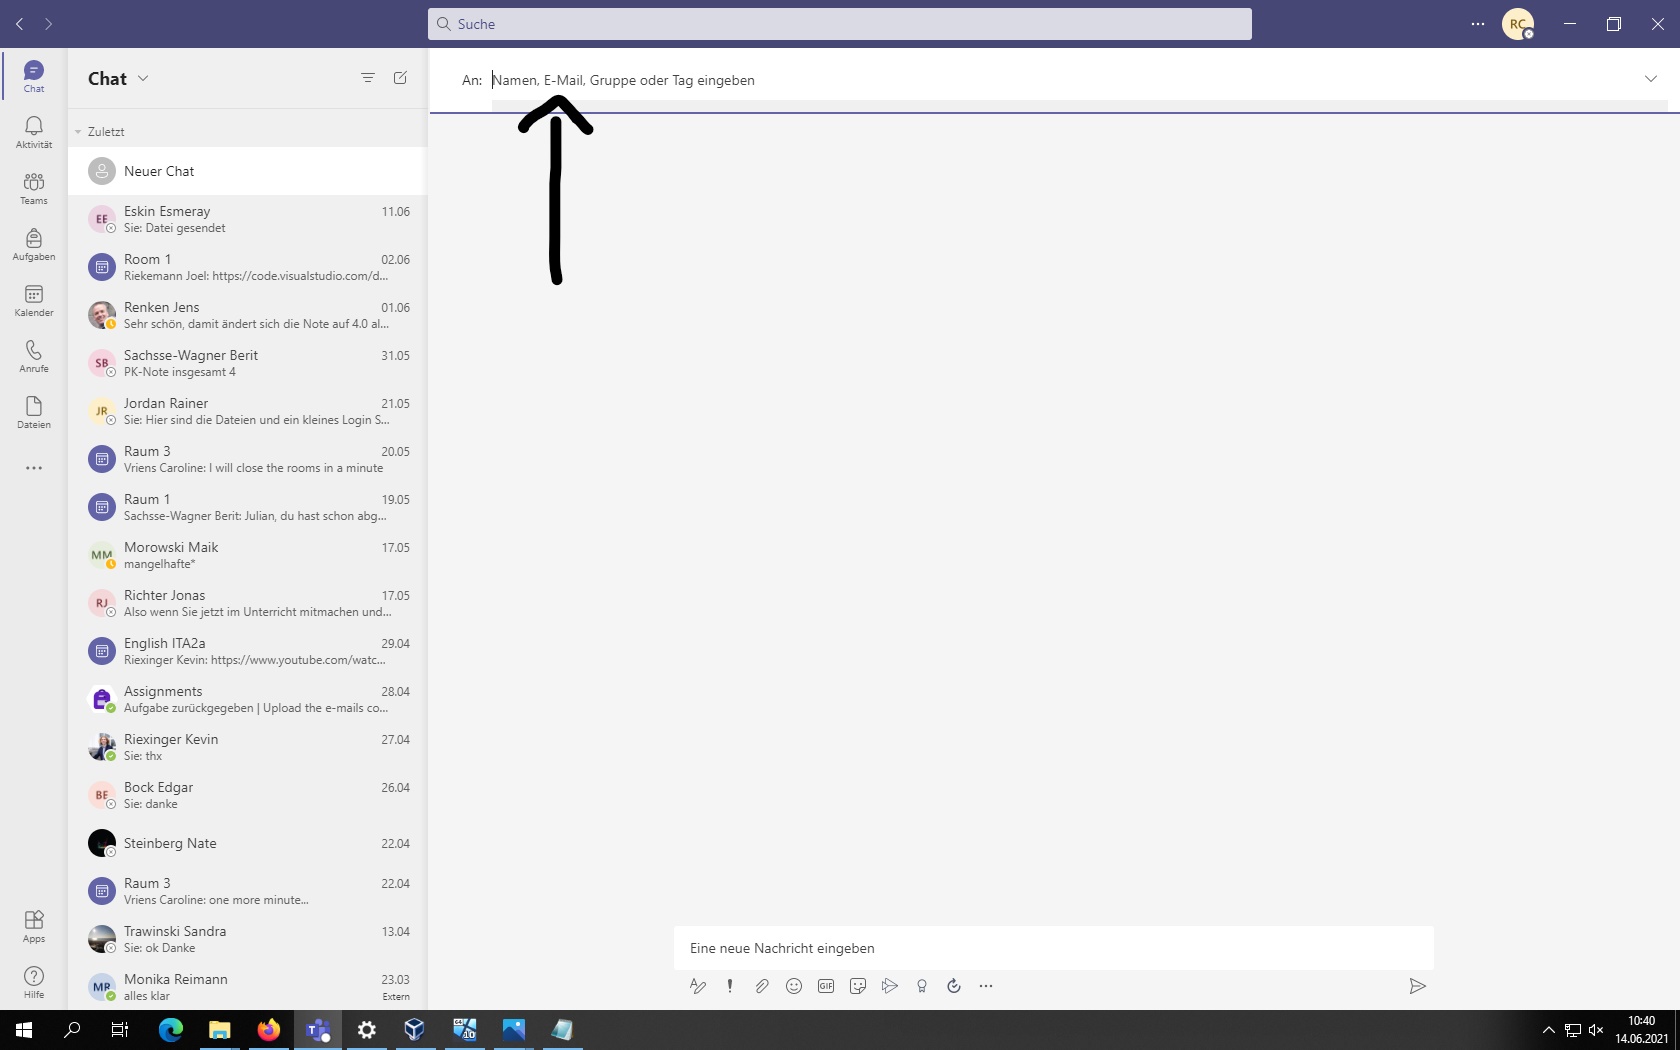 Suche
RC
Chat
Aktivität
Teams
Aufgaben
Kalender
Anrufe
Dateien
Apps
Hilfe
Chat
Zuletzt
Neuer Chat
EE
Eskin Esmeray 11.06
Sie: Datei gesendet
Room 1 02.06
Riekemann Joel: https://code.visualstudio.com/d...
Renken Jens 01.06
Sehr schön, damit ändert sich die Note auf 4.0 al...
SB
Sachsse-Wagner Berit 31.05
PK-Note insgesamt 4
JR
Jordan Rainer 21.05
Sie: Hier sind die Dateien und ein kleines Login S...
Raum 3 20.05
Vriens Caroline: I will close the rooms in a minute
Raum 1 19.05
Sachsse-Wagner Berit: Julian, du hast schon abg...
MM
Morowski Maik 17.05
mangelhafte*
RJ
Richter Jonas 17.05
Also wenn Sie jetzt im Unterricht mitmachen und...
English ITA2a 29.04
Riexinger Kevin: https://www.youtube.com/watc...
Assignments 28.04
Aufgabe zurückgegeben | Upload the e-mails co...
Riexinger Kevin 27.04
Sie: thx
BE
Bock Edgar 26.04
Sie: danke
Steinberg Nate 22.04
Raum 3 22.04
Vriens Caroline: one more minute...
Trawinski Sandra 13.04
Sie: ok Danke
MR
Monika Reimann 23.03
alles klar Extern
An: Namen, E-Mail, Gruppe oder Tag eingeben
Eine neue Nachricht eingeben
GIF
10:40
14.06.2021